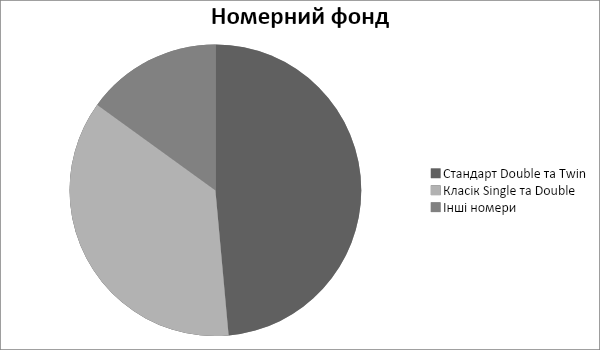 Номерний фонд
Стандарт Double та Twin
Класік Single та Double
Інші номери